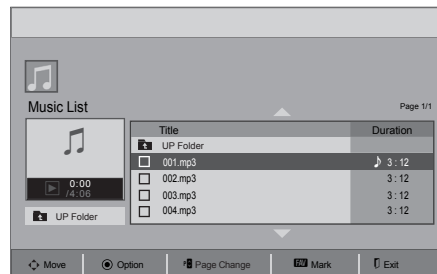 Music List
Page 1/1
Title Duration
UP Folder
001.mp3 3 : 12
002.mp3 3 : 12
003.mp3 3 : 12
004.mp3 3 : 12
0:00
/4:06
UP Folder
Move Option P Page Change FAV Mark Exit